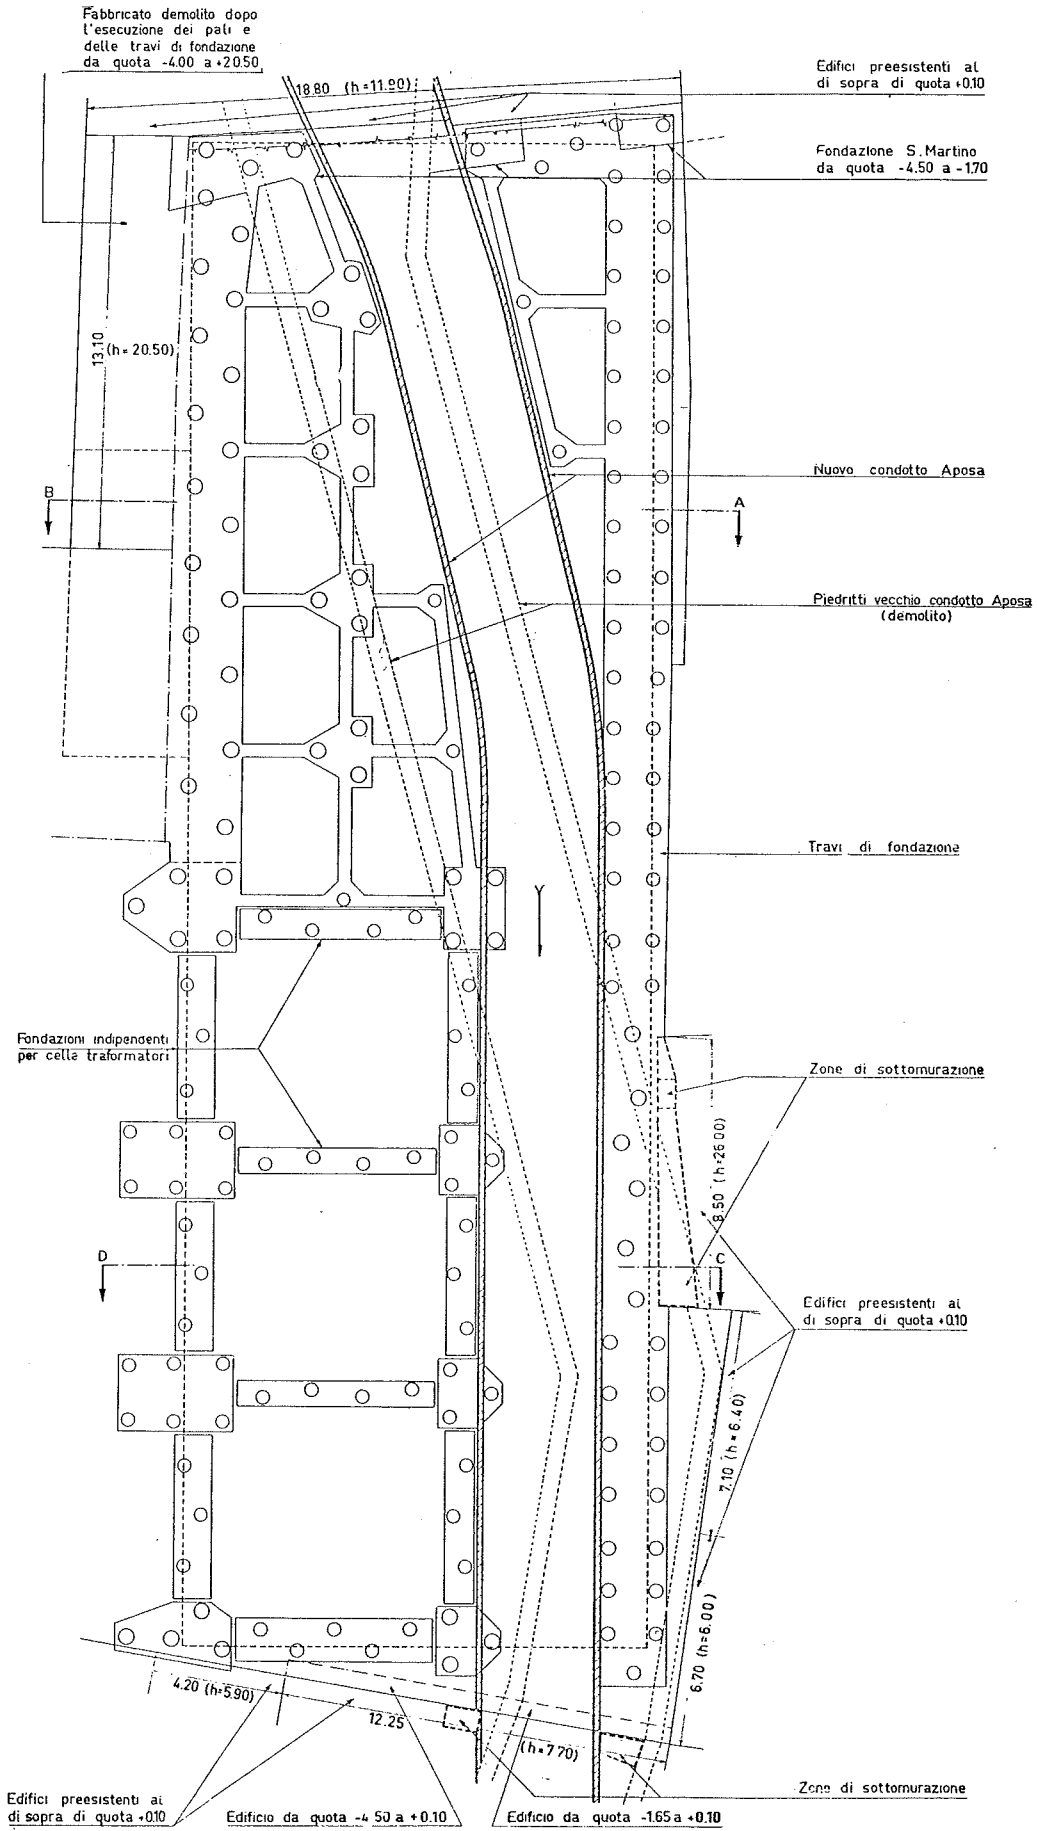 Fabbricato demolito dopo
l'esecuzione dei pali e
delle travi di fondazione
da quota -4.00 a +20.50
18.80 (h=11.90)
Edifici preesistenti al
di sopra di quota +0.10
Fondazione S. Martino
da quota -4.50 a -1.70
13.10 (h=20.50)
B
A
Nuovo condotto Aposa
Piedritti vecchio condotto Aposa
(demolito)
Travi di fondazione
Y
Fondazioni indipendenti
per celle traformatori
Zone di sottomurazione
8.50 (h=26.00)
D
C
Edifici preesistenti al
di sopra di quota +0.10
7.10 (h=6.40)
6.70 (h=6.00)
4.20 (h=5.90)
12.25
(h=7.70)
Zone di sottomurazione
Edifici preesistenti al
di sopra di quota +0.10
Edificio da quota -4.50 a +0.10
Edificio da quota -1.65 a +0.10